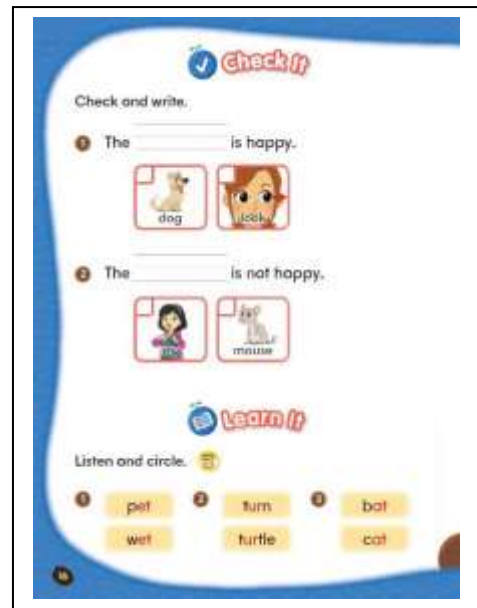 Check It
Check and write.
1 The is happy.
dog look
2 The is not happy.
mouse
Learn It
Listen and circle.
1 pet 2 turn 3 bat
wet turtle cat